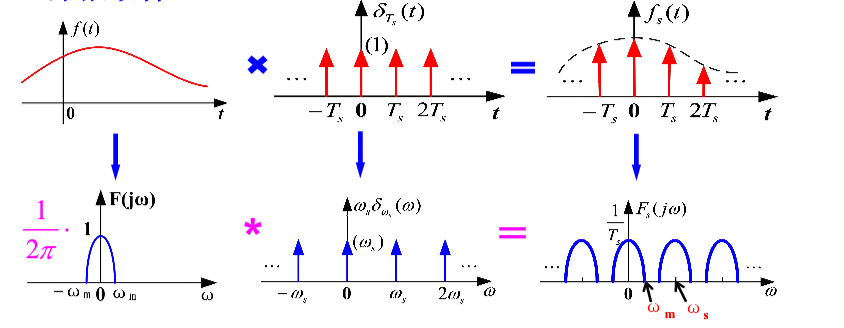 f(t)
0
t
×
δ_{T_s}(t)
(1)
...
...
-T_s 0 T_s 2T_s
t
=
f_s(t)
...
...
-T_s 0 T_s 2T_s
t
1/2π ·
F(jω)
1
-ω_m 0 ω_m
ω
*
ω_s δ_{ω_s}(ω)
(ω_s)
...
...
-ω_s 0 ω_s 2ω_s
ω
=
1/T_s
F_s(jω)
...
...
0
ω_m ω_s
ω